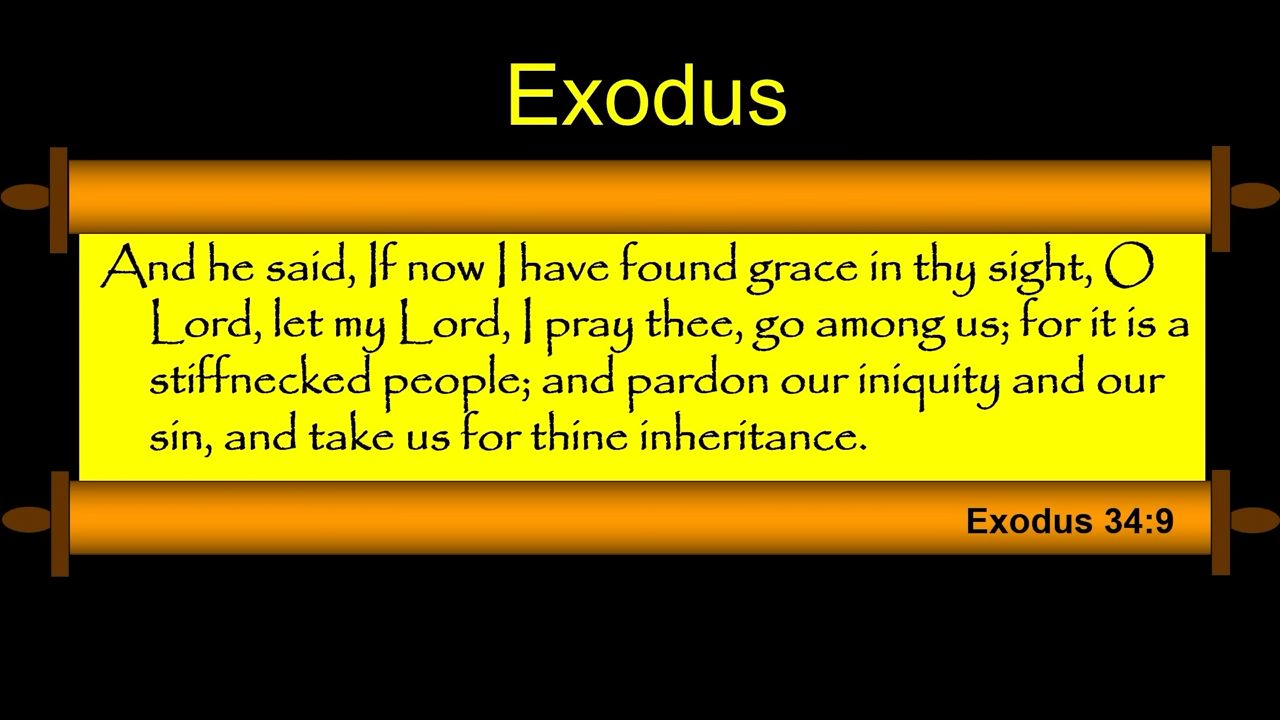 Exodus
And he said, If now I have found grace in thy sight, O
Lord, let my Lord, I pray thee, go among us; for it is a
stiffnecked people; and pardon our iniquity and our
sin, and take us for thine inheritance.
Exodus 34:9